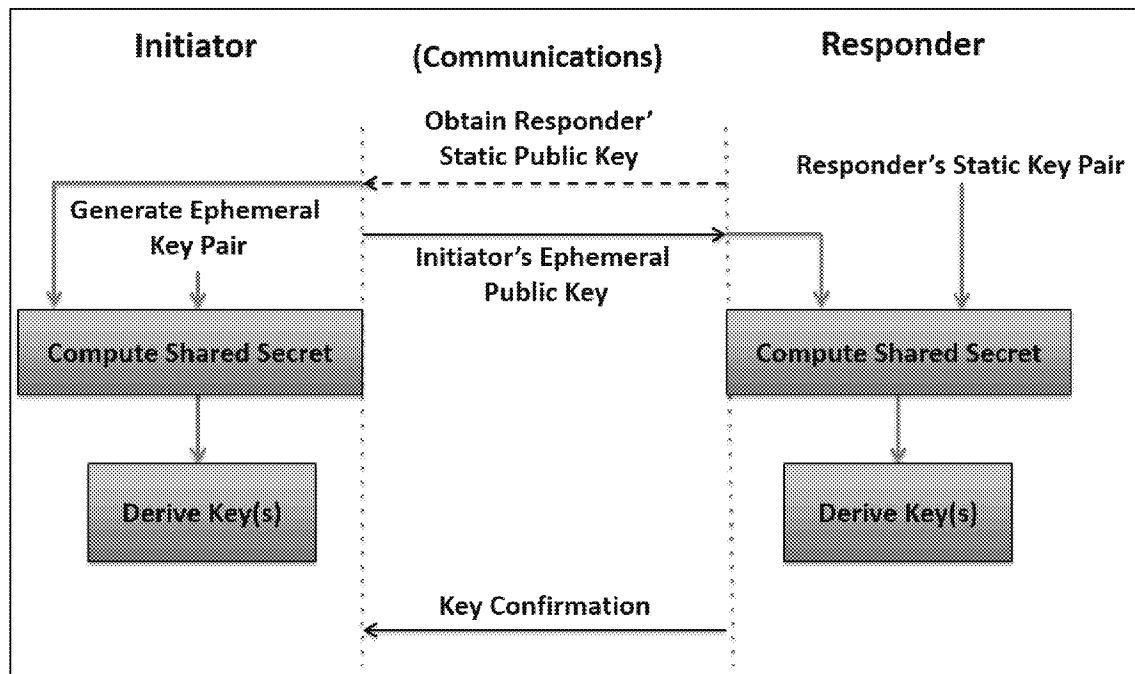 Initiator
(Communications)
Responder
Obtain Responder'
Static Public Key
Responder's Static Key Pair
Generate Ephemeral
Key Pair
Initiator's Ephemeral
Public Key
Compute Shared Secret
Compute Shared Secret
Derive Key(s)
Derive Key(s)
Key Confirmation